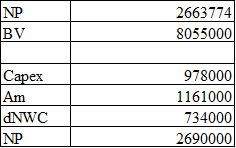 NP 2663774
BV 8055000
Capex 978000
Am 1161000
dNWC 734000
NP 2690000